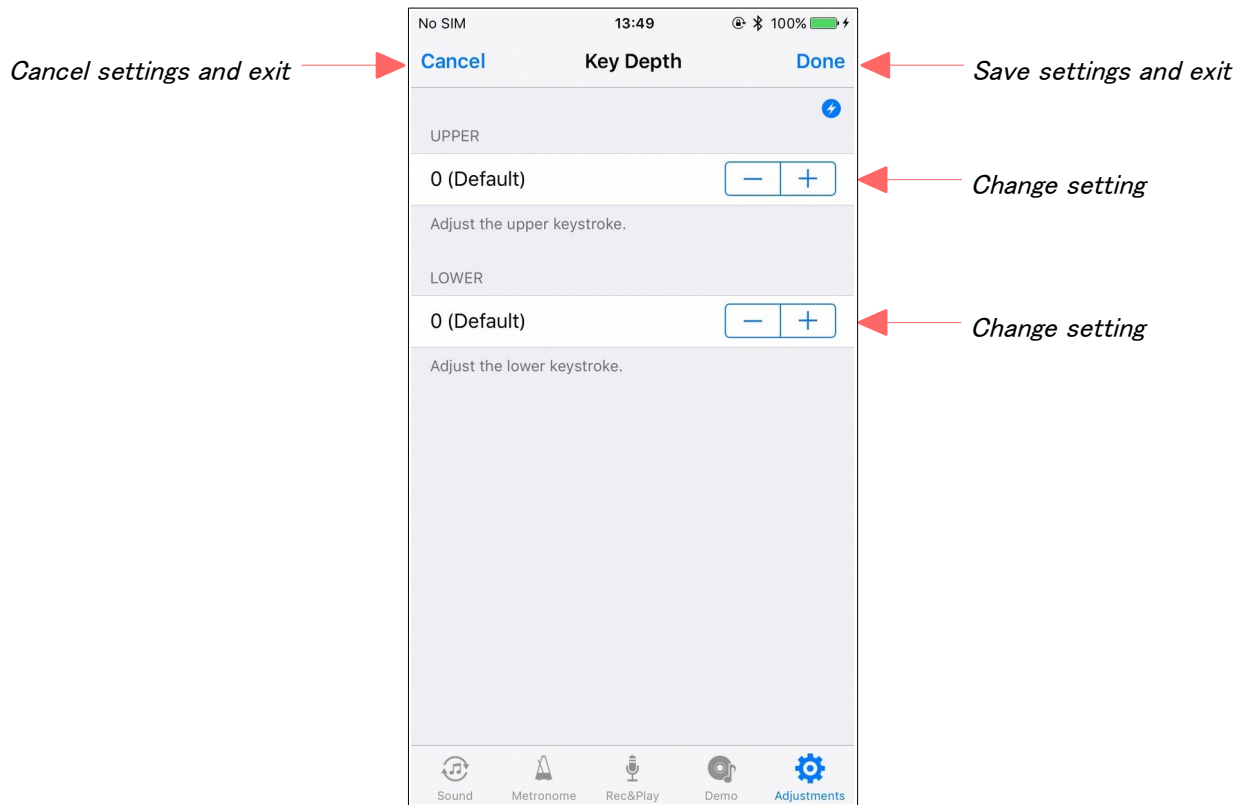 No SIM 13:49 100%
Cancel settings and exit Cancel Key Depth Done Save settings and exit
UPPER
0 (Default) − + Change setting
Adjust the upper keystroke.
LOWER
0 (Default) − + Change setting
Adjust the lower keystroke.
Sound Metronome Rec&Play Demo Adjustments